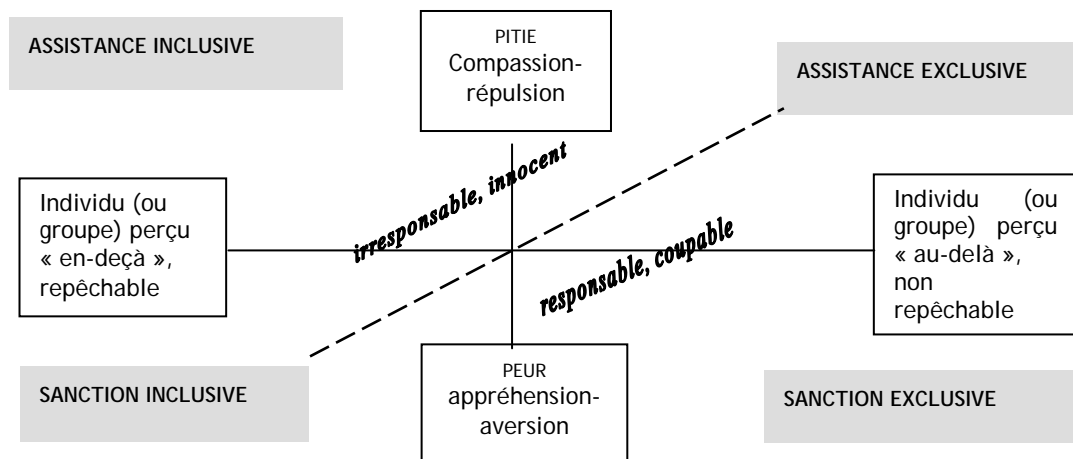 ASSISTANCE INCLUSIVE
PITIE
Compassion-
répulsion
ASSISTANCE EXCLUSIVE
irresponsable, innocent
Individu (ou
groupe) perçu
« en-deçà »,
repêchable
responsable, coupable
Individu (ou
groupe) perçu
« au-delà »,
non
repêchable
SANCTION INCLUSIVE
PEUR
appréhension-
aversion
SANCTION EXCLUSIVE